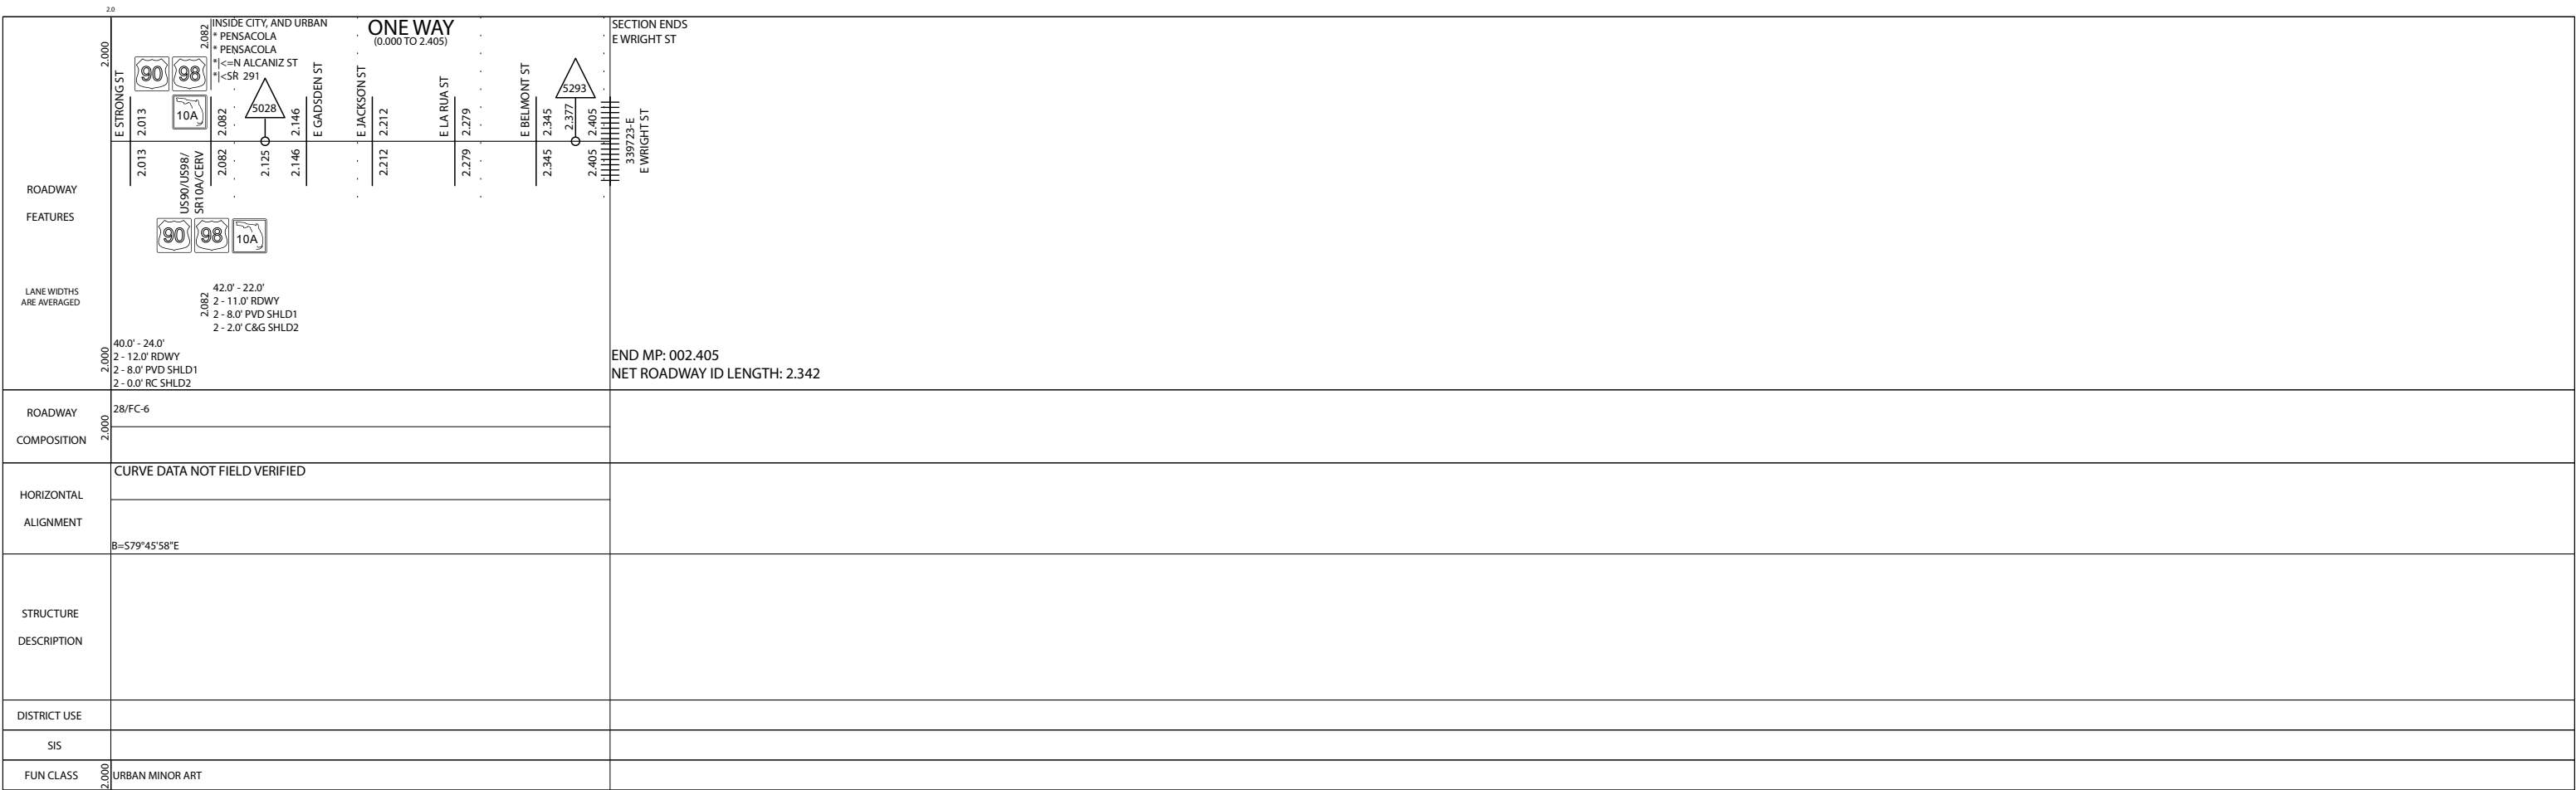 2.0
2.000
2.082
INSIDE CITY, AND URBAN
* PENSACOLA
* PENSACOLA
*|<=N ALCANIZ ST
*|<SR 291
ONE WAY
(0.000 TO 2.405)
SECTION ENDS
E WRIGHT ST
90
98
10A
E STRONG ST
2.013
2.082
5028
2.146
E GADSDEN ST
E JACKSON ST
2.212
E LA RUA ST
2.279
E BELMONT ST
2.345
5293
2.377
2.405
339723-E
E WRIGHT ST
2.013
US90/US98/
SR10A/CERV
2.082
2.125
2.146
2.212
2.279
2.345
2.405
90
98
10A
ROADWAY
FEATURES
LANE WIDTHS
ARE AVERAGED
2.082
42.0' - 22.0'
2 - 11.0' RDWY
2 - 8.0' PVD SHLD1
2 - 2.0' C&G SHLD2
2.000
40.0' - 24.0'
2 - 12.0' RDWY
2 - 8.0' PVD SHLD1
2 - 0.0' RC SHLD2
END MP: 002.405
NET ROADWAY ID LENGTH: 2.342
ROADWAY
COMPOSITION
2.000
28/FC-6
HORIZONTAL
ALIGNMENT
CURVE DATA NOT FIELD VERIFIED
B=S79°45'58"E
STRUCTURE
DESCRIPTION
DISTRICT USE
SIS
FUN CLASS
2.000
URBAN MINOR ART